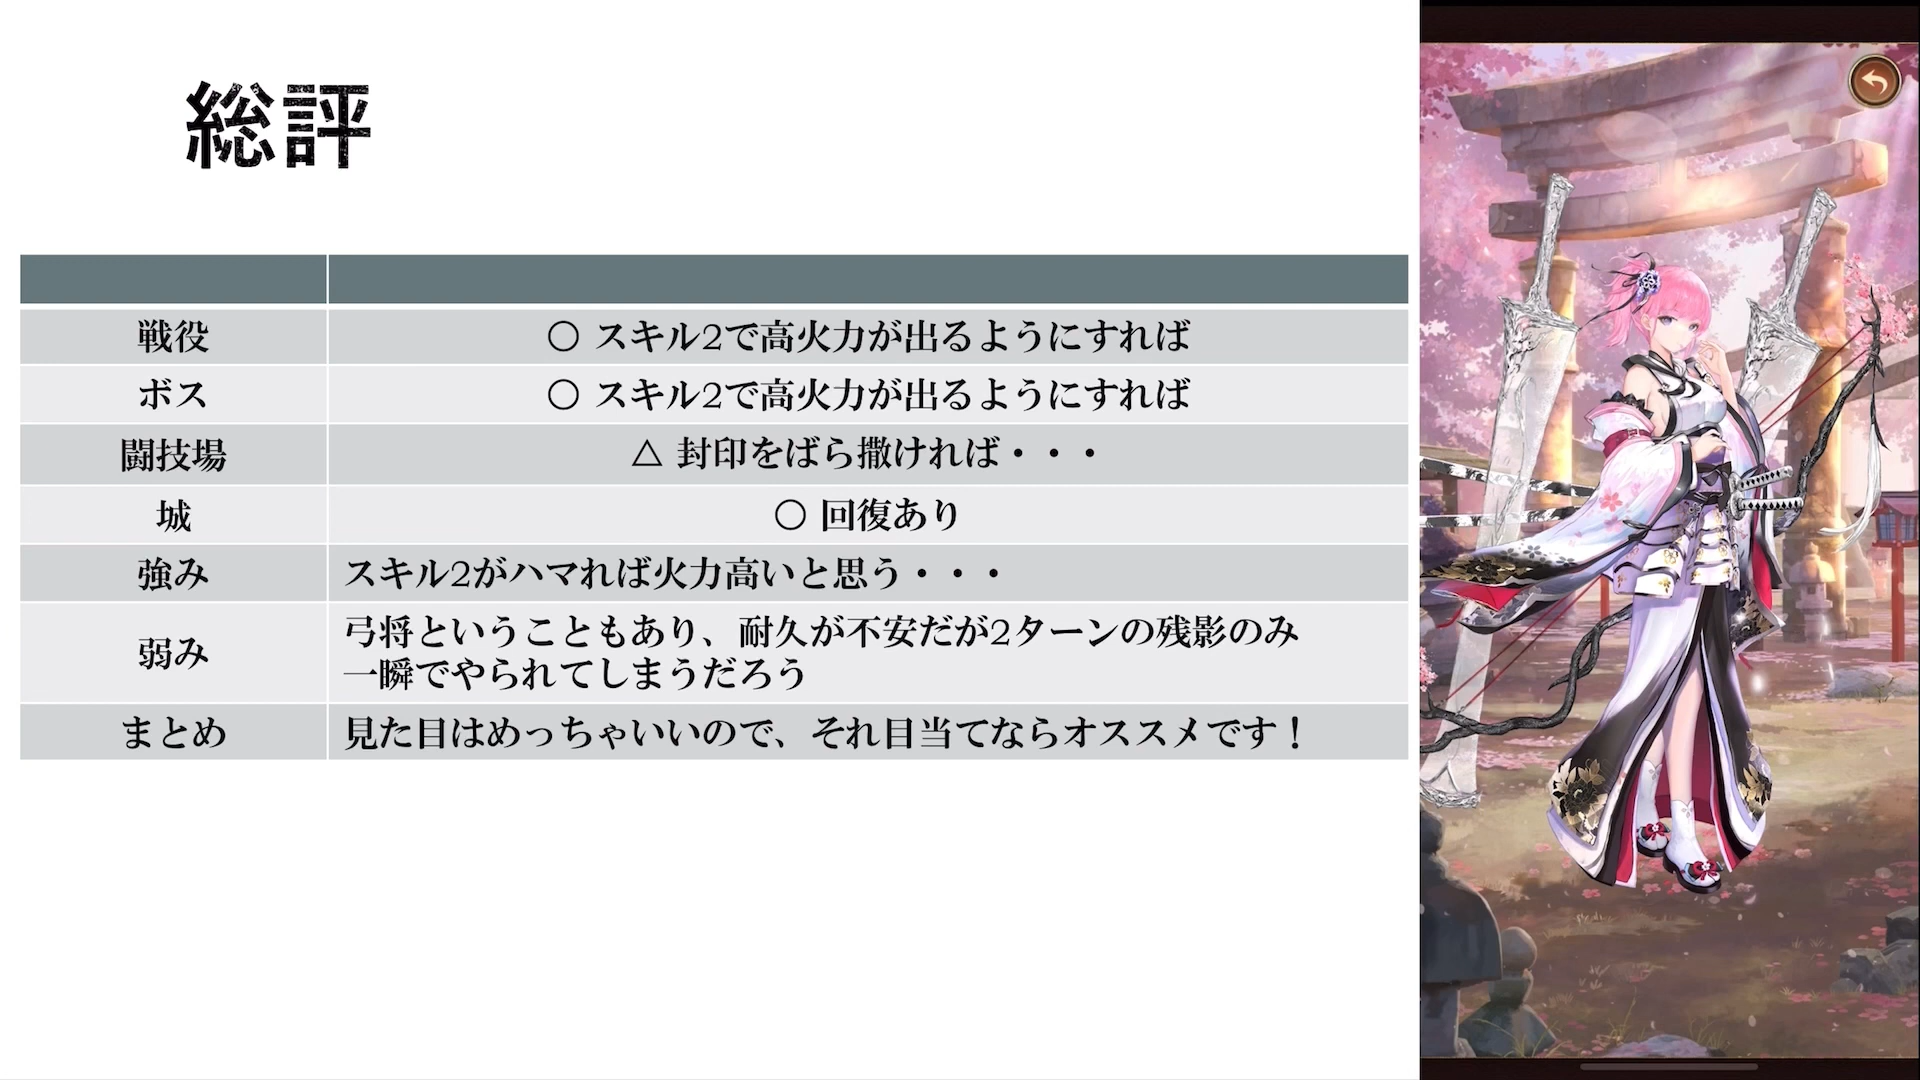 総評
戦役
〇 スキル2で高火力が出るようにすれば
ボス
〇 スキル2で高火力が出るようにすれば
闘技場
△ 封印をばら撒ければ・・・
城
〇 回復あり
強み
スキル2がハマれば火力高いと思う・・・
弱み
弓将ということもあり、耐久が不安だが2ターンの残影のみ
一瞬でやられてしまうだろう
まとめ
見た目はめっちゃいいので、それ目当てならオススメです！